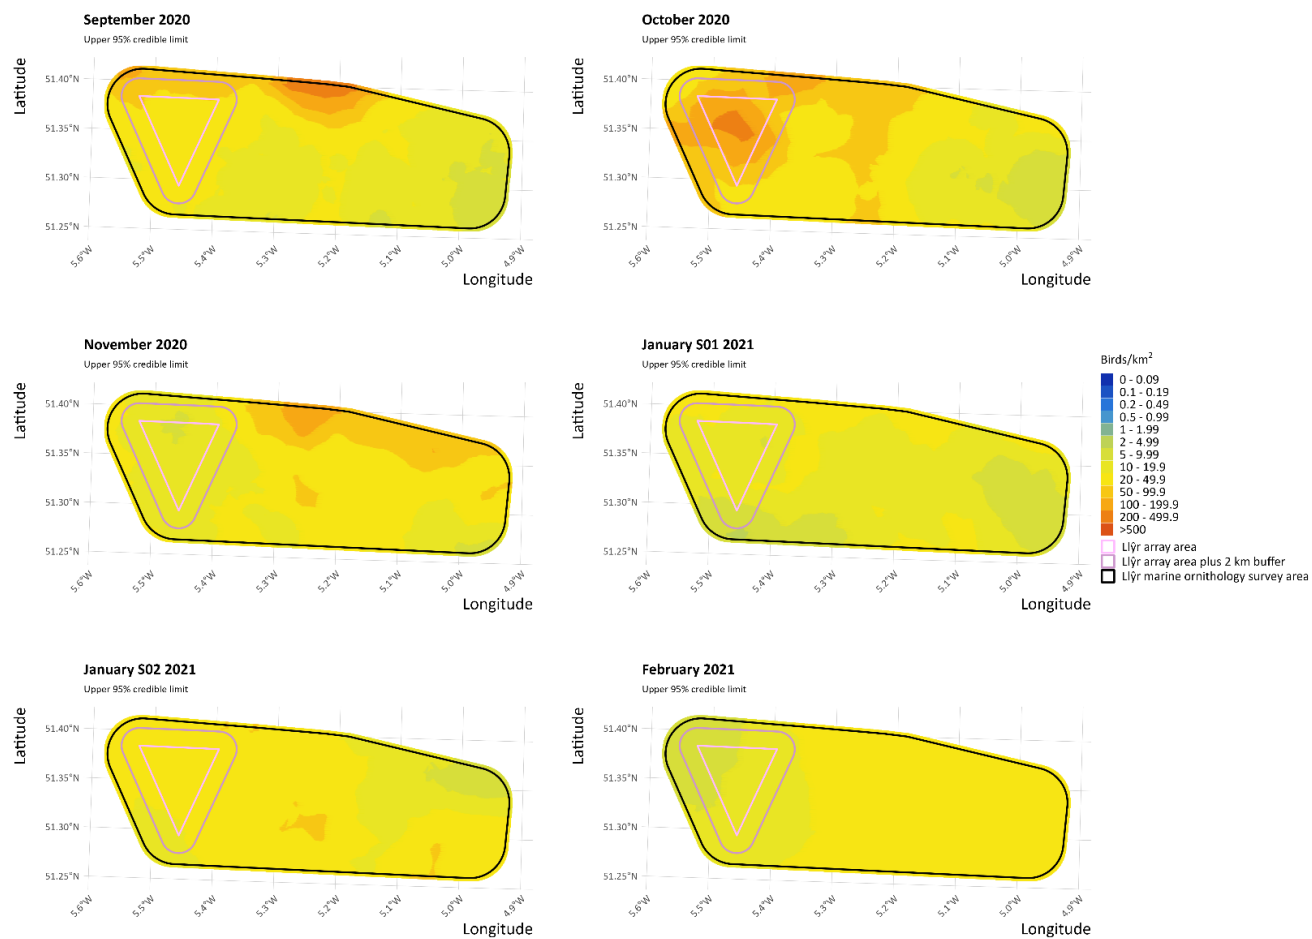 September 2020
Upper 95% credible limit
Latitude
51.40°N
51.35°N
51.30°N
51.25°N
5.6°W
5.5°W
5.4°W
5.3°W
5.2°W
5.1°W
5.0°W
4.9°W
Longitude
October 2020
Upper 95% credible limit
Latitude
51.40°N
51.35°N
51.30°N
51.25°N
5.6°W
5.5°W
5.4°W
5.3°W
5.2°W
5.1°W
5.0°W
4.9°W
Longitude
November 2020
Upper 95% credible limit
Latitude
51.40°N
51.35°N
51.30°N
51.25°N
5.6°W
5.5°W
5.4°W
5.3°W
5.2°W
5.1°W
5.0°W
4.9°W
Longitude
January S01 2021
Upper 95% credible limit
Latitude
51.40°N
51.35°N
51.30°N
51.25°N
5.6°W
5.5°W
5.4°W
5.3°W
5.2°W
5.1°W
5.0°W
4.9°W
Longitude
Birds/km²
0 - 0.09
0.1 - 0.19
0.2 - 0.49
0.5 - 0.99
1 - 1.99
2 - 4.99
5 - 9.99
10 - 19.9
20 - 49.9
50 - 99.9
100 - 199.9
200 - 499.9
>500
Llŷr array area
Llŷr array area plus 2 km buffer
Llŷr marine ornithology survey area
January S02 2021
Upper 95% credible limit
Latitude
51.40°N
51.35°N
51.30°N
51.25°N
5.6°W
5.5°W
5.4°W
5.3°W
5.2°W
5.1°W
5.0°W
4.9°W
Longitude
February 2021
Upper 95% credible limit
Latitude
51.40°N
51.35°N
51.30°N
51.25°N
5.6°W
5.5°W
5.4°W
5.3°W
5.2°W
5.1°W
5.0°W
4.9°W
Longitude